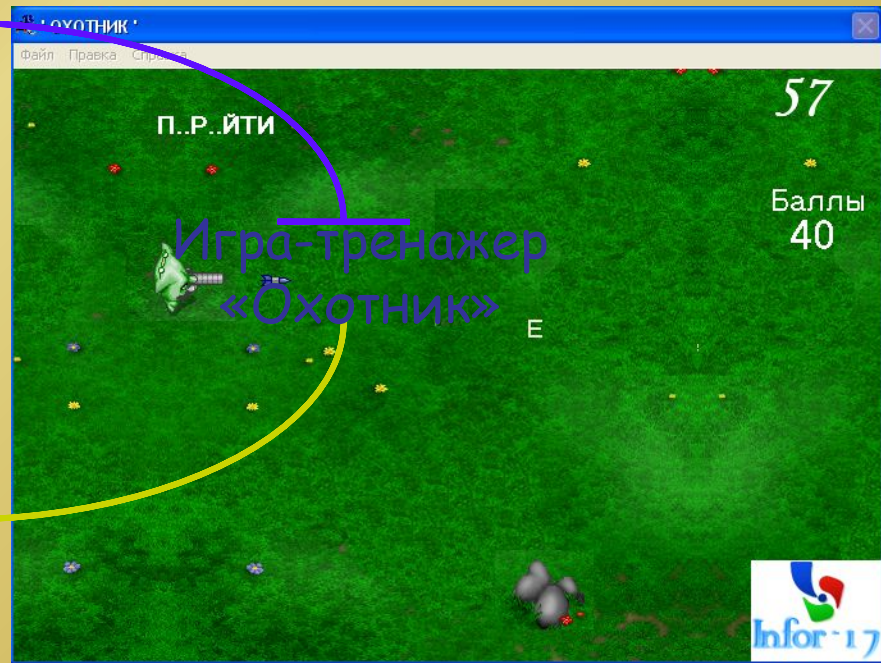 ' ОХОТНИК '
Файл Правка Справка
57
П..Р..ЙТИ
Баллы
40
Игра-тренажер
«Охотник»
Е
Infor-17